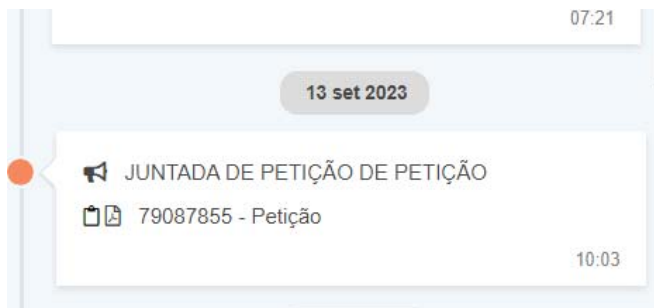 07:21
13 set 2023
JUNTADA DE PETIÇÃO DE PETIÇÃO
79087855 - Petição
10:03